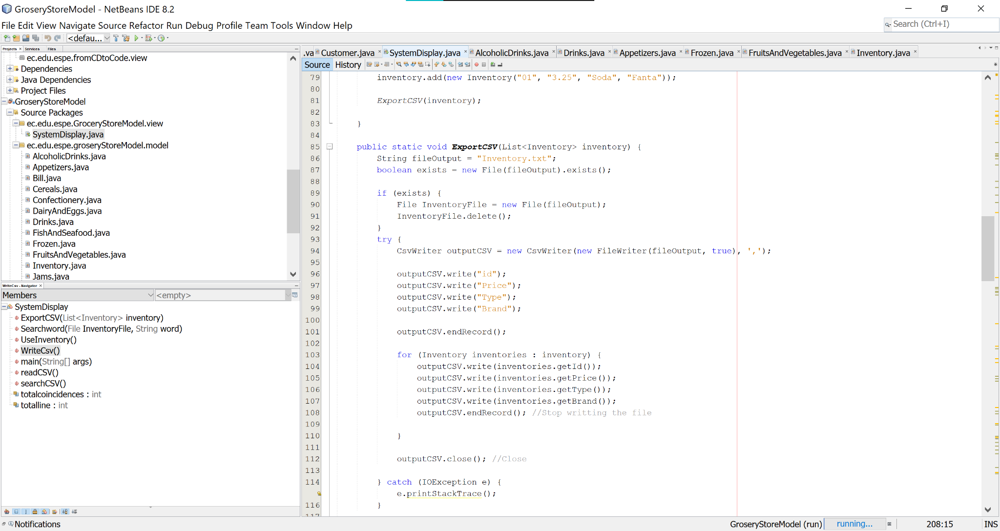 GroseryStoreModel - NetBeans IDE 8.2
File Edit View Navigate Source Refactor Run Debug Profile Team Tools Window Help
Search (Ctrl+I)
<defau...
Projects Services Files
ec.edu.espe.fromCDtoCode.view
Dependencies
Java Dependencies
Project Files
GroseryStoreModel
Source Packages
ec.edu.espe.GroceryStoreModel.view
SystemDisplay.java
ec.edu.espe.groseryStoreModel.model
AlcoholicDrinks.java
Appetizers.java
Bill.java
Cereals.java
Confectionery.java
DairyAndEggs.java
Drinks.java
FishAndSeafood.java
Frozen.java
FruitsAndVegetables.java
Inventory.java
Jams.java
WriteCsv - Navigator
Members
<empty>
SystemDisplay
ExportCSV(List<Inventory> inventory)
Searchword(File InventoryFile, String word)
UseInventory()
WriteCsv()
main(String[] args)
readCSV()
searchCSV()
totalcoincidences : int
totalline : int
.va Customer.java SystemDisplay.java AlcoholicDrinks.java Drinks.java Appetizers.java Frozen.java FruitsAndVegetables.java Inventory.java
Source History
79 inventory.add(new Inventory("01", "3.25", "Soda", "Fanta"));
80
81 ExportCSV(inventory);
82
83 }
84
85 public static void ExportCSV(List<Inventory> inventory) {
86 String fileOutput = "Inventory.txt";
87 boolean exists = new File(fileOutput).exists();
88
89 if (exists) {
90 File InventoryFile = new File(fileOutput);
91 InventoryFile.delete();
92 }
93 try {
94 CsvWriter outputCSV = new CsvWriter(new FileWriter(fileOutput, true), ',');
95
96 outputCSV.write("id");
97 outputCSV.write("Price");
98 outputCSV.write("Type");
99 outputCSV.write("Brand");
100
101 outputCSV.endRecord();
102
103 for (Inventory inventories : inventory) {
104 outputCSV.write(inventories.getId());
105 outputCSV.write(inventories.getPrice());
106 outputCSV.write(inventories.getType());
107 outputCSV.write(inventories.getBrand());
108 outputCSV.endRecord(); //Stop writting the file
109
110 }
111
112 outputCSV.close(); //Close
113
114 } catch (IOException e) {
e.printStackTrace();
116 }
117
Notifications
GroseryStoreModel (run) running... 208:15 INS